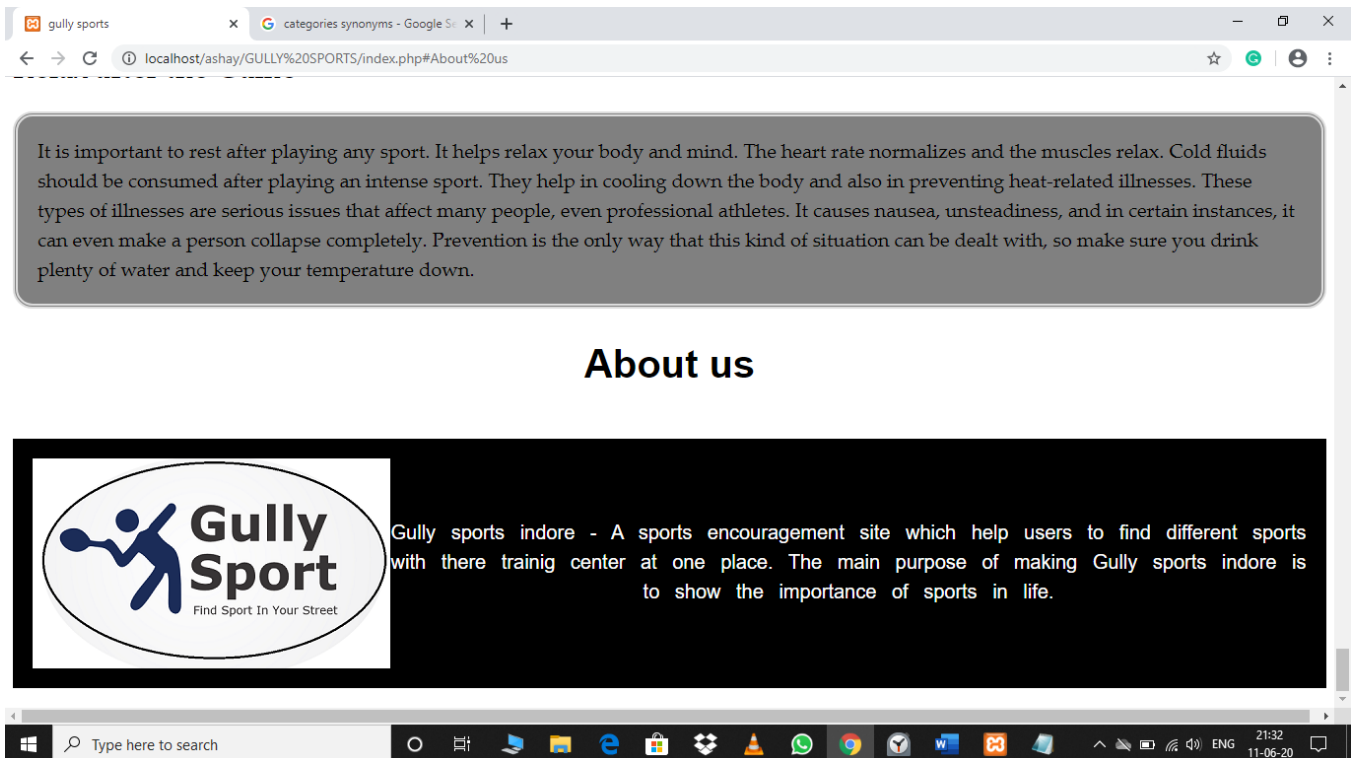 gully sports
categories synonyms - Google Se
localhost/ashay/GULLY%20SPORTS/index.php#About%20us
It is important to rest after playing any sport. It helps relax your body and mind. The heart rate normalizes and the muscles relax. Cold fluids
should be consumed after playing an intense sport. They help in cooling down the body and also in preventing heat-related illnesses. These
types of illnesses are serious issues that affect many people, even professional athletes. It causes nausea, unsteadiness, and in certain instances, it
can even make a person collapse completely. Prevention is the only way that this kind of situation can be dealt with, so make sure you drink
plenty of water and keep your temperature down.
About us
Gully
Sport
Find Sport In Your Street
Gully sports indore - A sports encouragement site which help users to find different sports
with there trainig center at one place. The main purpose of making Gully sports indore is
to show the importance of sports in life.
Type here to search
ENG
21:32
11-06-20